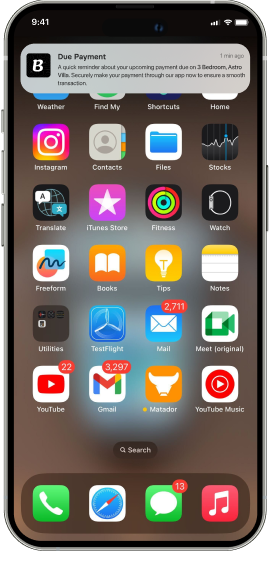 9:41
B
Due Payment 1 min ago
A quick reminder about your upcoming payment due on 3 Bedroom, Astro
Villa. Securely make your payment through our app now to ensure a smooth
transaction.
Weather Find My Shortcuts Home
Instagram Contacts Files Stocks
A 文
Translate iTunes Store Fitness Watch
Freeform Books Tips Notes
2,711
Utilities TestFlight Mail Meet (original)
22 3,297
YouTube Gmail Matador YouTube Music
Search
13